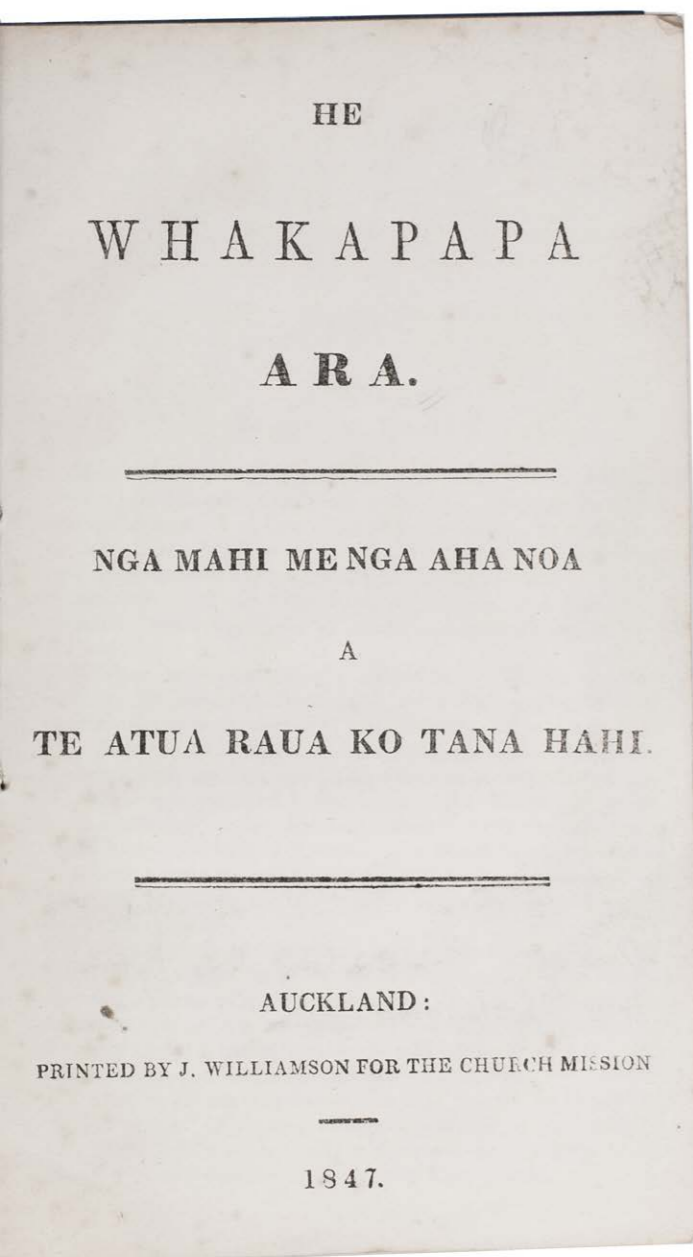 HE
WHAKAPAPA
ARA.
NGA MAHI ME NGA AHA NOA
A
TE ATUA RAUA KO TANA HAHI.
AUCKLAND:
PRINTED BY J. WILLIAMSON FOR THE CHURCH MISSION
1847.